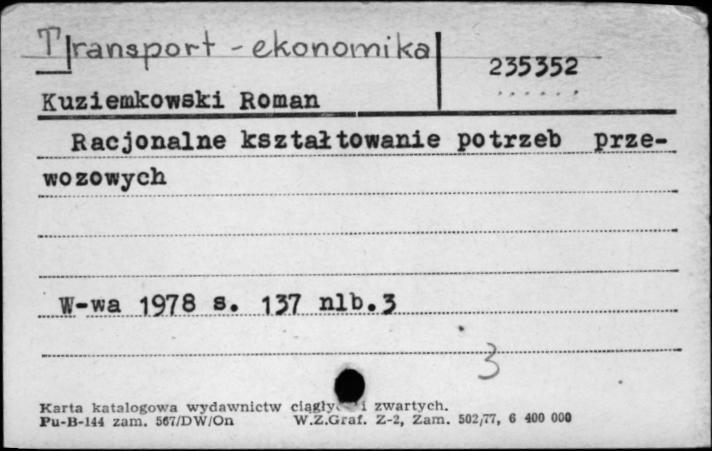 Transport - ekonomika
235352
Kuziemkowski Roman
Racjonalne kształtowanie potrzeb prze-
wozowych
W-wa 1978 s. 137 nlb.3
3
Karta katalogowa wydawnictw i zwartych.
Pu-B-144 zam. 567/DW/On W.Z.Graf. Z-2, Zam. 502/77, 6 400 000